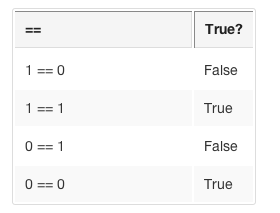 == True?
1 == 0 False
1 == 1 True
0 == 1 False
0 == 0 True